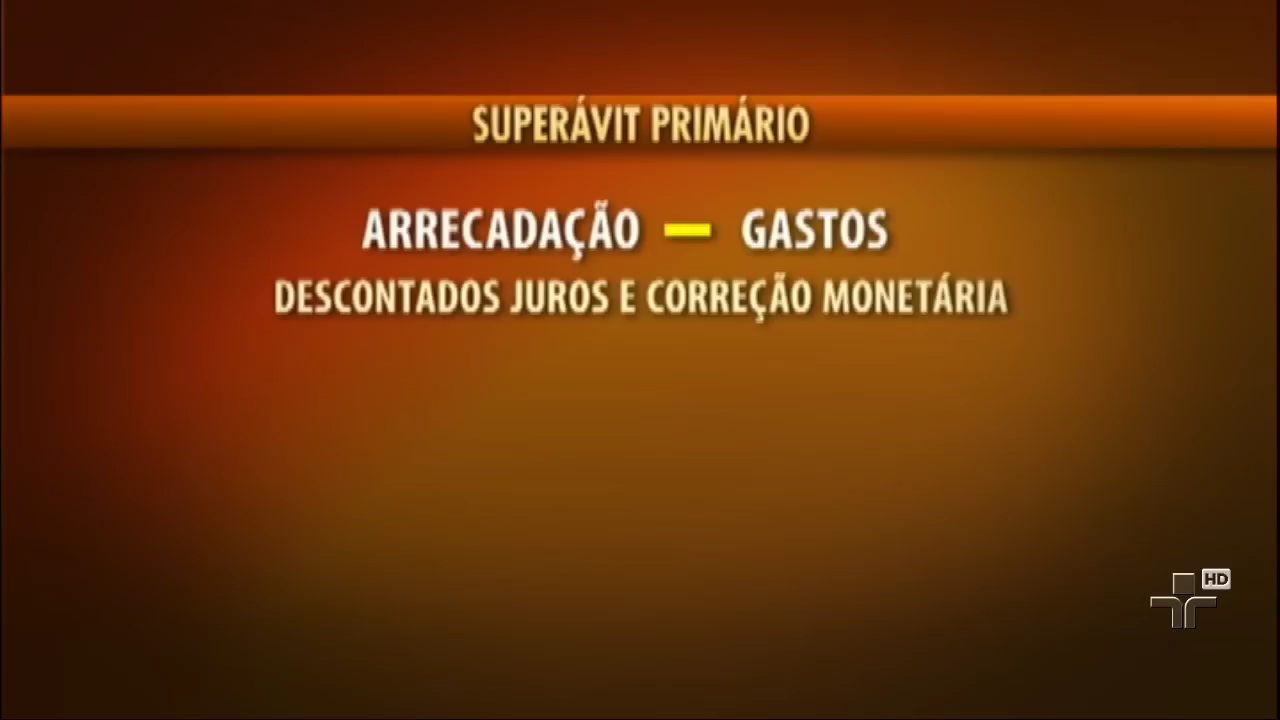 SUPERÁVIT PRIMÁRIO
ARRECADAÇÃO — GASTOS
DESCONTADOS JUROS E CORREÇÃO MONETÁRIA
HD